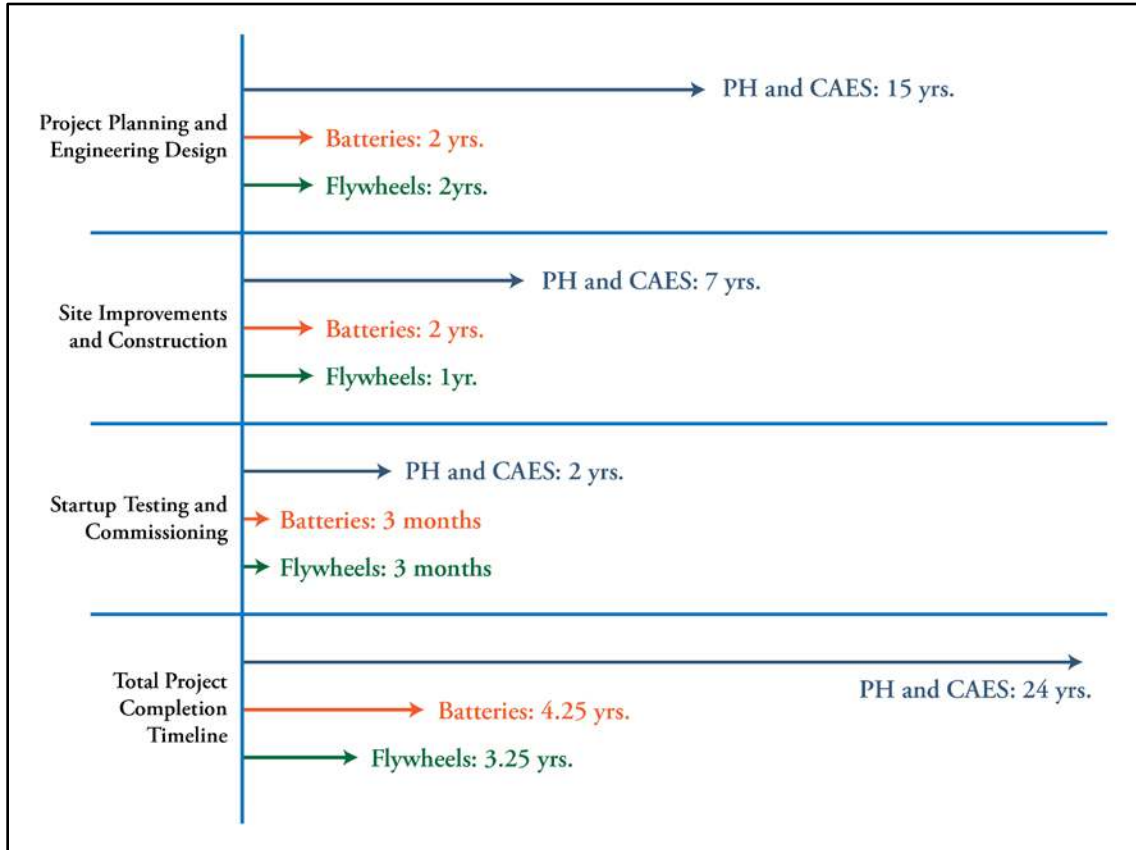 PH and CAES: 15 yrs.
Project Planning and
Engineering Design
Batteries: 2 yrs.
Flywheels: 2yrs.
PH and CAES: 7 yrs.
Site Improvements
and Construction
Batteries: 2 yrs.
Flywheels: 1yr.
PH and CAES: 2 yrs.
Startup Testing and
Commissioning
Batteries: 3 months
Flywheels: 3 months
Total Project
Completion
Timeline
PH and CAES: 24 yrs.
Batteries: 4.25 yrs.
Flywheels: 3.25 yrs.